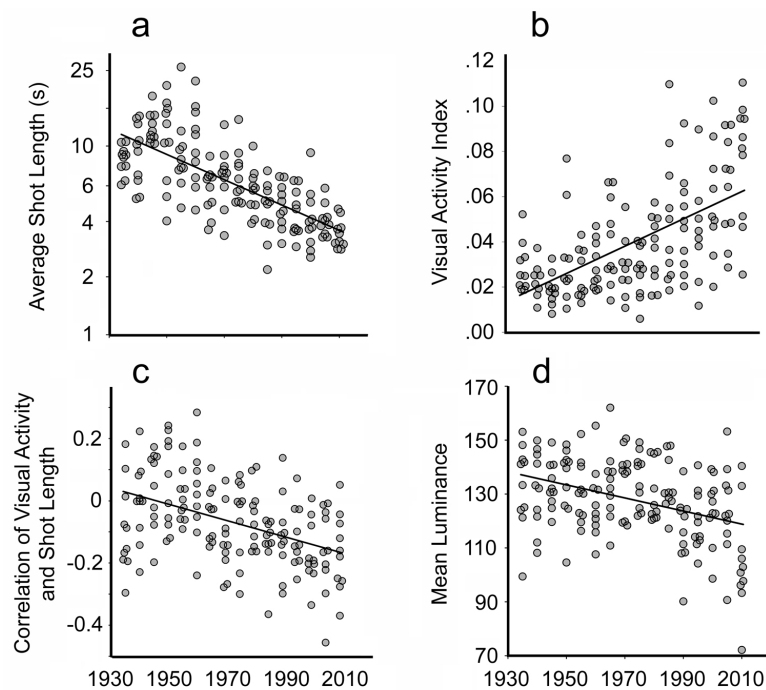 a
Average Shot Length (s)
25
10
6
4
2
1
b
Visual Activity Index
.12
.10
.08
.06
.04
.02
.00
c
Correlation of Visual Activity
and Shot Length
0.2
0
-0.2
-0.4
1930 1950 1970 1990 2010
d
Mean Luminance
170
150
130
110
90
70
1930 1950 1970 1990 2010